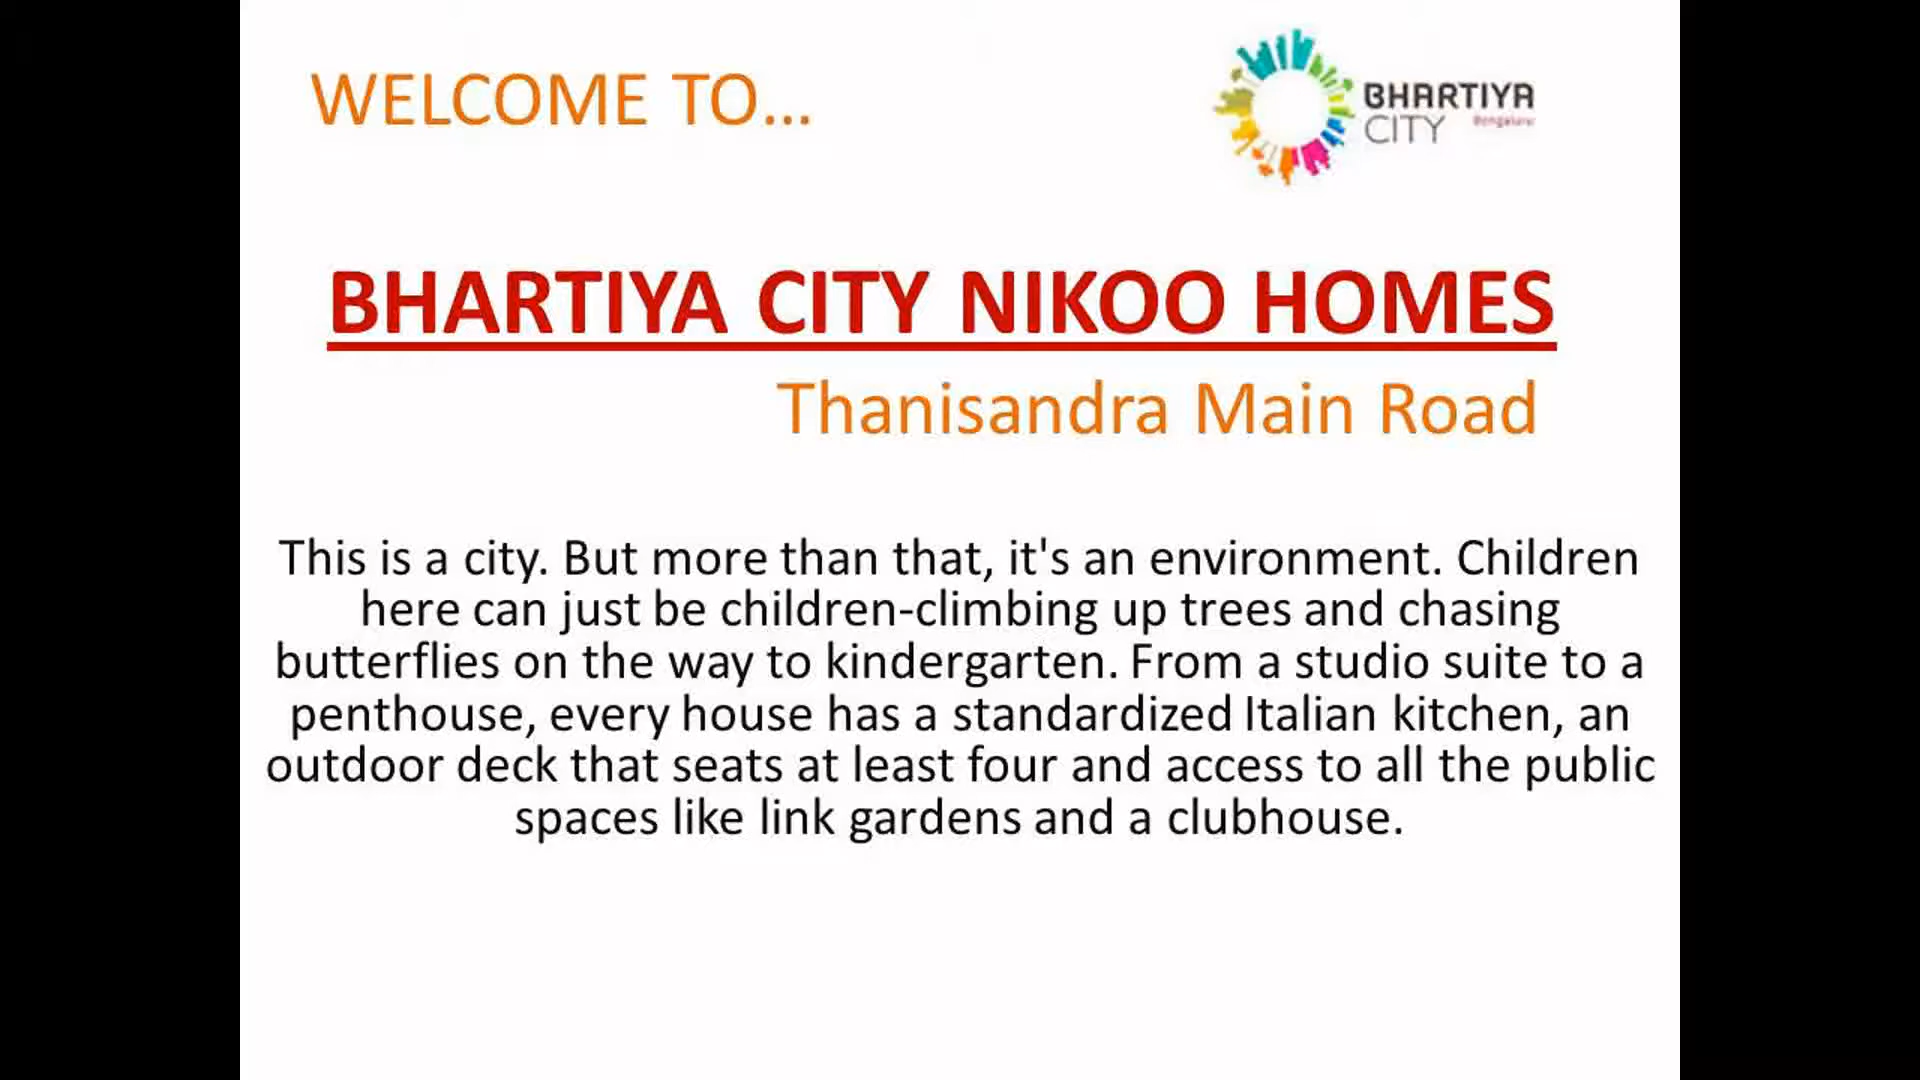 WELCOME TO...
BHARTIYA
CITY Bengaluru
BHARTIYA CITY NIKOO HOMES
Thanisandra Main Road
This is a city. But more than that, it's an environment. Children
here can just be children-climbing up trees and chasing
butterflies on the way to kindergarten. From a studio suite to a
penthouse, every house has a standardized Italian kitchen, an
outdoor deck that seats at least four and access to all the public
spaces like link gardens and a clubhouse.